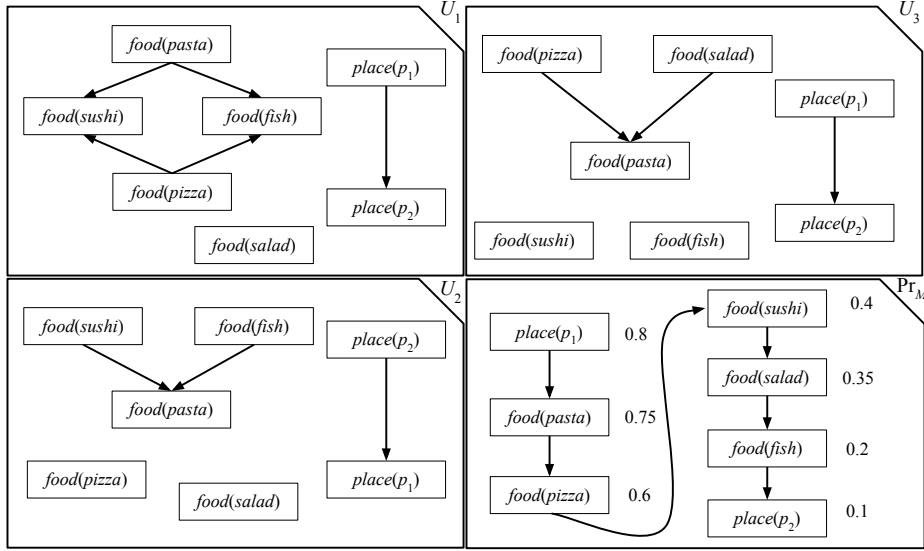 U1
food(pasta)
place(p1)
food(sushi)
food(fish)
food(pizza)
place(p2)
food(salad)
U3
food(pizza)
food(salad)
place(p1)
food(pasta)
place(p2)
food(sushi)
food(fish)
U2
food(sushi)
food(fish)
place(p2)
food(pasta)
food(pizza)
place(p1)
food(salad)
PrM
place(p1) 0.8
food(pasta) 0.75
food(pizza) 0.6
food(sushi) 0.4
food(salad) 0.35
food(fish) 0.2
place(p2) 0.1